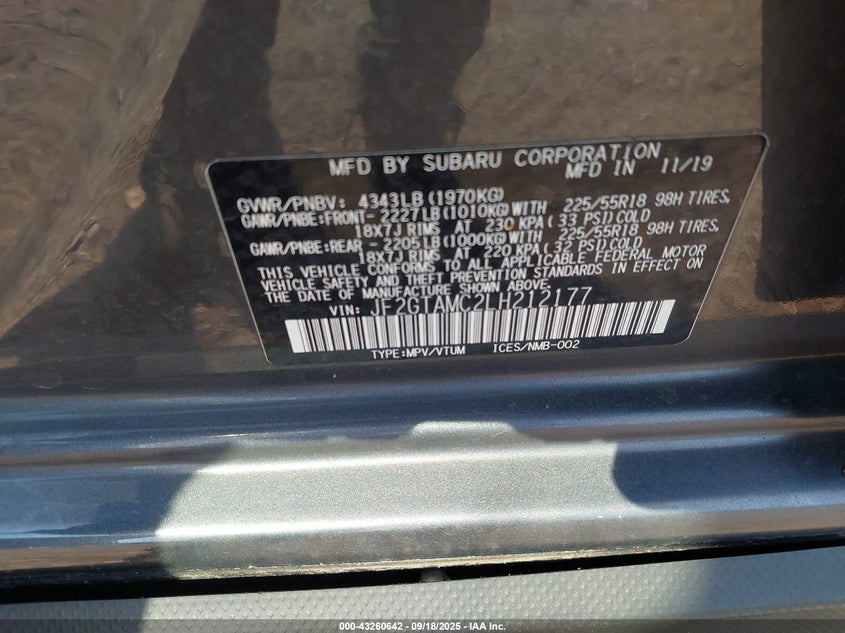 MFD BY SUBARU CORPORATION
MFD IN 11/19
GVWR/PNBV: 4343LB (1970KG)
GAWR/PNBE:FRONT-2227LB(1010KG)WITH 225/55R18 98H TIRES.
18X7J RIMS AT 230 KPA (33 PSI)COLD
GAWR/PNBE:REAR -2205LB(1000KG)WITH 225/55R18 98H TIRES.
18X7J RIMS AT 220 KPA (32 PSI)COLD
THIS VEHICLE CONFORMS TO ALL APPLICABLE FEDERAL MOTOR
VEHICLE SAFETY AND THEFT PREVENTION STANDARDS IN EFFECT ON
THE DATE OF MANUFACTURE SHOWN ABOVE.
VIN: JF2GTAMC2LH212177
TYPE:MPV/VTUM ICES/NMB-002
000-43260642 - 09/18/2025 - IAA Inc.